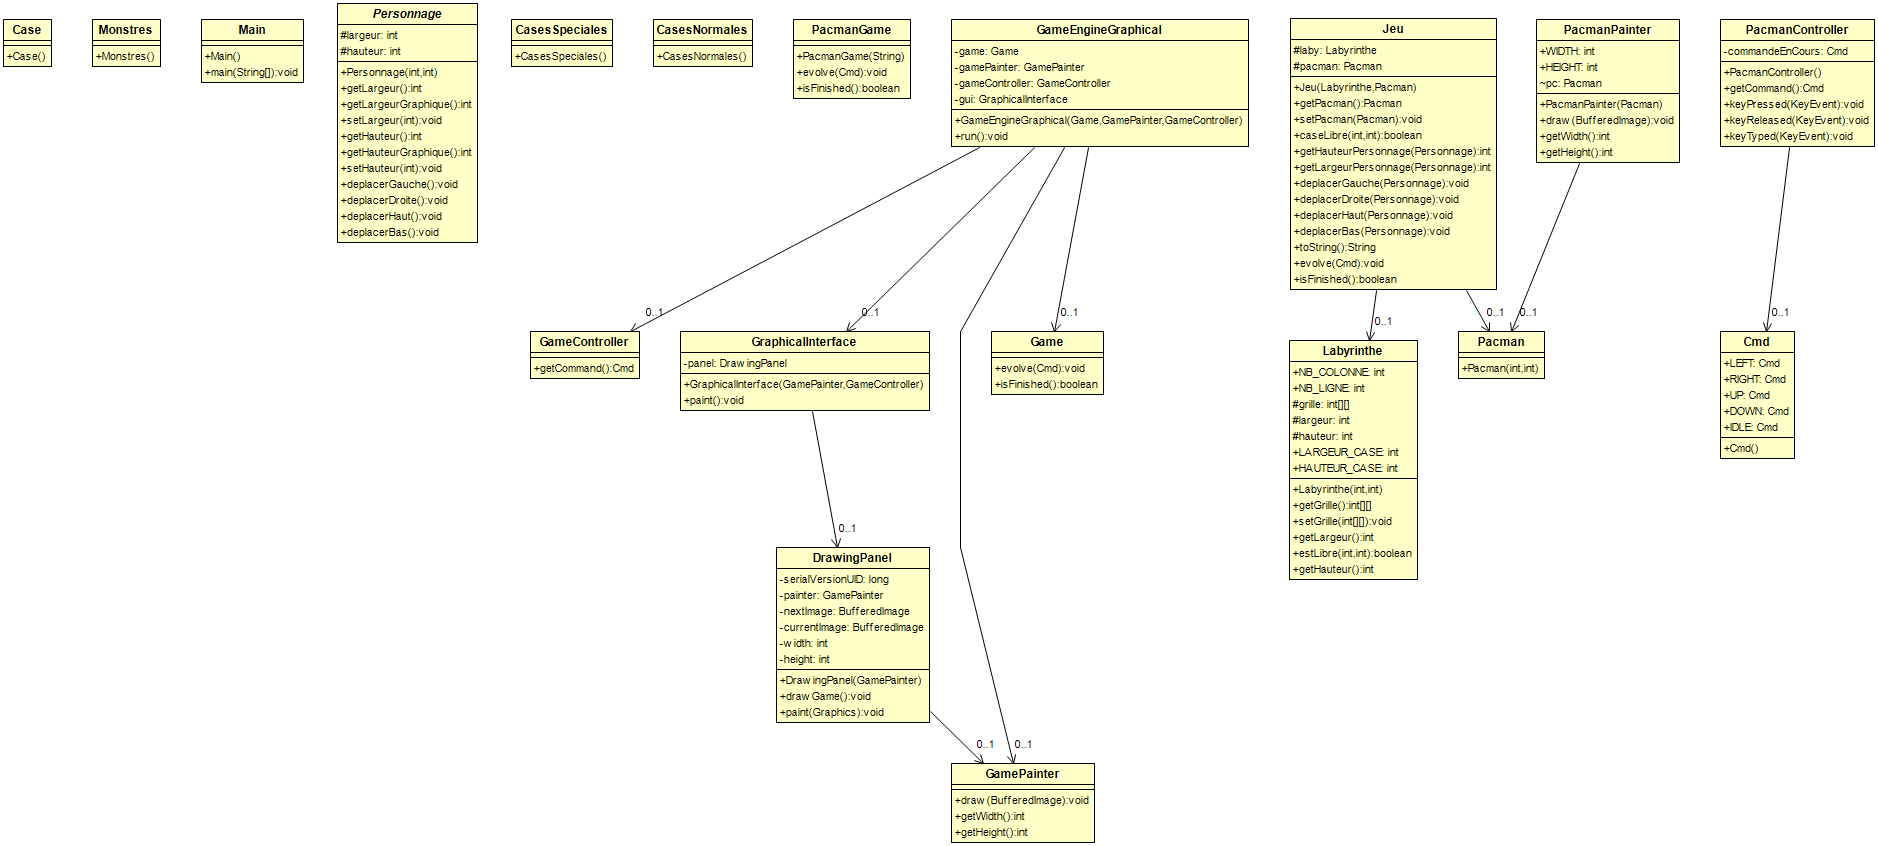 Case
+Case()
Monstres
+Monstres()
Main
+Main()
+main(String[]):void
Personnage
#largeur: int
#hauteur: int
+Personnage(int,int)
+getLargeur():int
+getLargeurGraphique():int
+setLargeur(int):void
+getHauteur():int
+getHauteurGraphique():int
+setHauteur(int):void
+deplacerGauche():void
+deplacerDroite():void
+deplacerHaut():void
+deplacerBas():void
CasesSpeciales
+CasesSpeciales()
CasesNormales
+CasesNormales()
PacmanGame
+PacmanGame(String)
+evolve(Cmd):void
+isFinished():boolean
GameEngineGraphical
-game: Game
-gamePainter: GamePainter
-gameController: GameController
-gui: GraphicalInterface
+GameEngineGraphical(Game,GamePainter,GameController)
+run():void
Jeu
#laby: Labyrinthe
#pacman: Pacman
+Jeu(Labyrinthe,Pacman)
+getPacman():Pacman
+setPacman(Pacman):void
+caseLibre(int,int):boolean
+getHauteurPersonnage(Personnage):int
+getLargeurPersonnage(Personnage):int
+deplacerGauche(Personnage):void
+deplacerDroite(Personnage):void
+deplacerHaut(Personnage):void
+deplacerBas(Personnage):void
+toString():String
+evolve(Cmd):void
+isFinished():boolean
PacmanPainter
+WIDTH: int
+HEIGHT: int
~pc: Pacman
+PacmanPainter(Pacman)
+draw(BufferedImage):void
+getWidth():int
+getHeight():int
PacmanController
-commandeEnCours: Cmd
+PacmanController()
+getCommand():Cmd
+keyPressed(KeyEvent):void
+keyReleased(KeyEvent):void
+keyTyped(KeyEvent):void
0..1
0..1
0..1
0..1
0..1
0..1
0..1
GameController
+getCommand():Cmd
GraphicalInterface
-panel: DrawingPanel
+GraphicalInterface(GamePainter,GameController)
+paint():void
Game
+evolve(Cmd):void
+isFinished():boolean
Labyrinthe
+NB_COLONNE: int
+NB_LIGNE: int
#grille: int[][]
#largeur: int
#hauteur: int
+LARGEUR_CASE: int
+HAUTEUR_CASE: int
+Labyrinthe(int,int)
+getGrille():int[][]
+setGrille(int[][]):void
+getLargeur():int
+estLibre(int,int):boolean
+getHauteur():int
Pacman
+Pacman(int,int)
Cmd
+LEFT: Cmd
+RIGHT: Cmd
+UP: Cmd
+DOWN: Cmd
+IDLE: Cmd
+Cmd()
0..1
DrawingPanel
-serialVersionUID: long
-painter: GamePainter
-nextImage: BufferedImage
-currentImage: BufferedImage
-width: int
-height: int
+DrawingPanel(GamePainter)
+drawGame():void
+paint(Graphics):void
0..1
0..1
GamePainter
+draw(BufferedImage):void
+getWidth():int
+getHeight():int